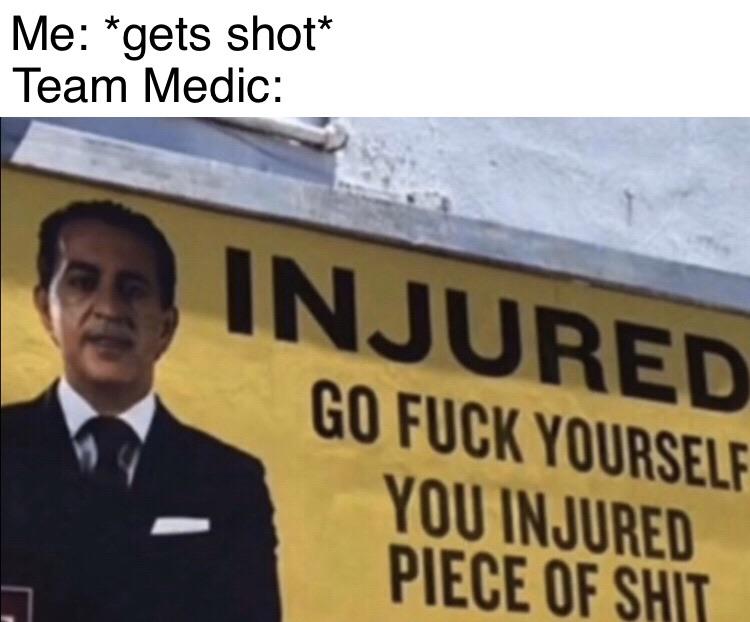 Me: *gets shot*
Team Medic:
INJURED
GO FUCK YOURSELF
YOU INJURED
PIECE OF SHIT